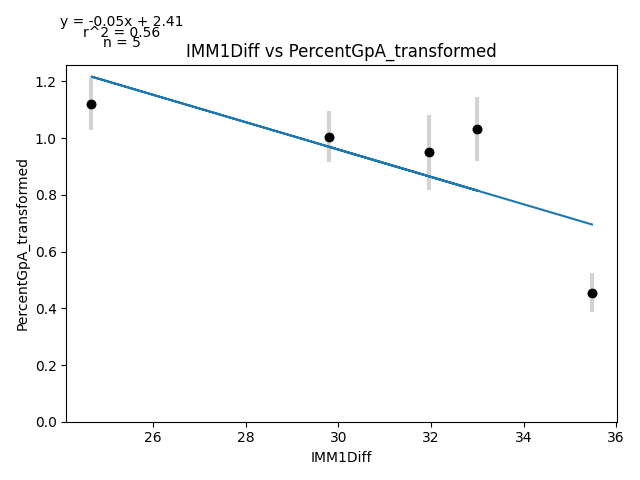 y = -0.05x + 2.41
r^2 = 0.56
n = 5
IMM1Diff vs PercentGpA_transformed
1.2
1.0
0.8
0.6
0.4
0.2
0.0
PercentGpA_transformed
26
28
30
32
34
36
IMM1Diff